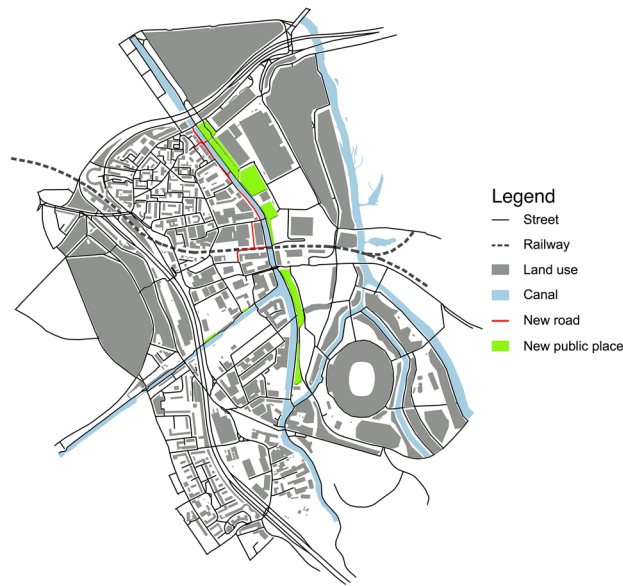 Legend
Street
Railway
Land use
Canal
New road
New public place